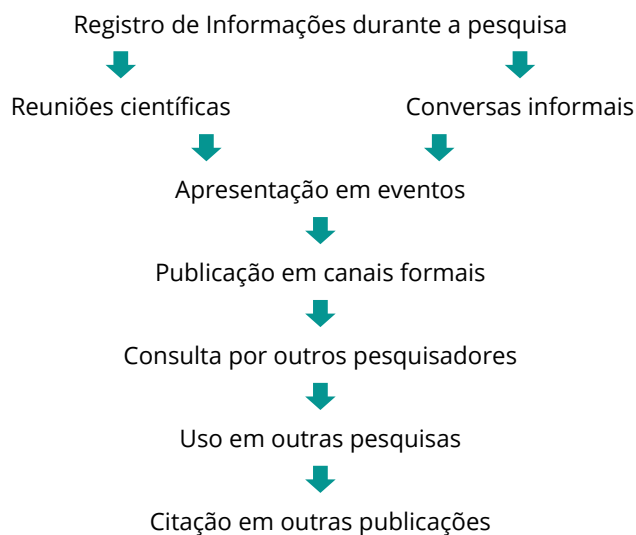 Registro de Informações durante a pesquisa
Reuniões científicas
Conversas informais
Apresentação em eventos
Publicação em canais formais
Consulta por outros pesquisadores
Uso em outras pesquisas
Citação em outras publicações